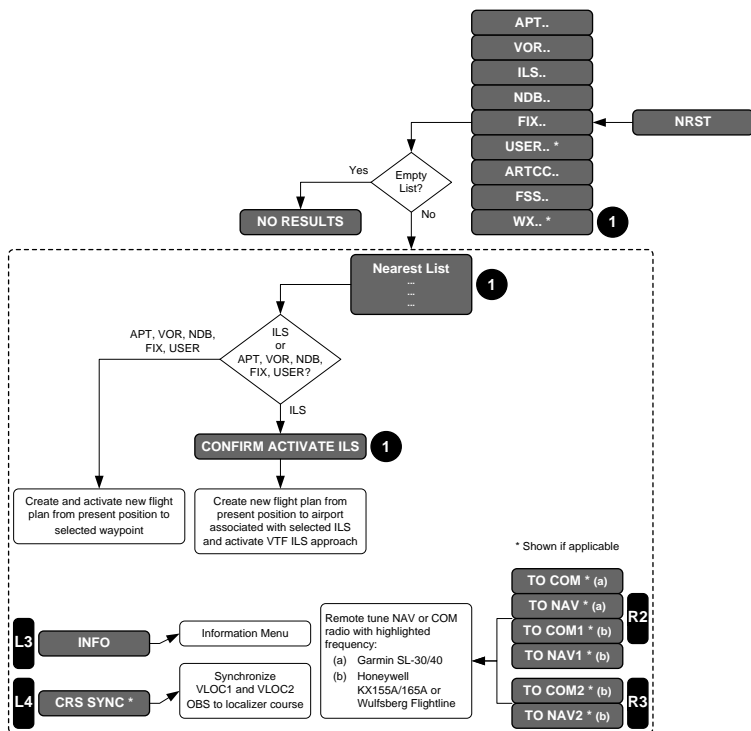 APT..
VOR..
ILS..
NDB..
FIX..
NRST
USER.. *
ARTCC..
FSS..
WX.. *
1
Yes
Empty
List?
No
NO RESULTS
Nearest List
...
...
...
1
APT, VOR, NDB,
FIX, USER
ILS
or
APT, VOR, NDB,
FIX, USER?
ILS
CONFIRM ACTIVATE ILS
1
Create and activate new flight
plan from present position to
selected waypoint
Create new flight plan from
present position to airport
associated with selected ILS
and activate VTF ILS approach
* Shown if applicable
L3
INFO
Information Menu
L4
CRS SYNC *
Synchronize
VLOC1 and VLOC2
OBS to localizer course
Remote tune NAV or COM
radio with highlighted
frequency:
(a) Garmin SL-30/40
(b) Honeywell
KX155A/165A or
Wulfsberg Flightline
TO COM * (a)
TO NAV * (a)
TO COM1 * (b)
TO NAV1 * (b)
R2
TO COM2 * (b)
TO NAV2 * (b)
R3